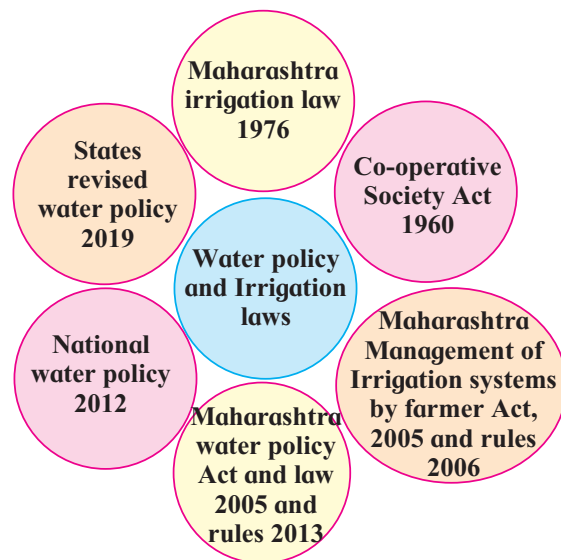 Maharashtra
irrigation law
1976
Co-operative
Society Act
1960
States
revised
water policy
2019
Water policy
and Irrigation
laws
Maharashtra
Management of
Irrigation systems
by farmer Act,
2005 and rules
2006
National
water policy
2012
Maharashtra
water policy
Act and law
2005 and
rules 2013